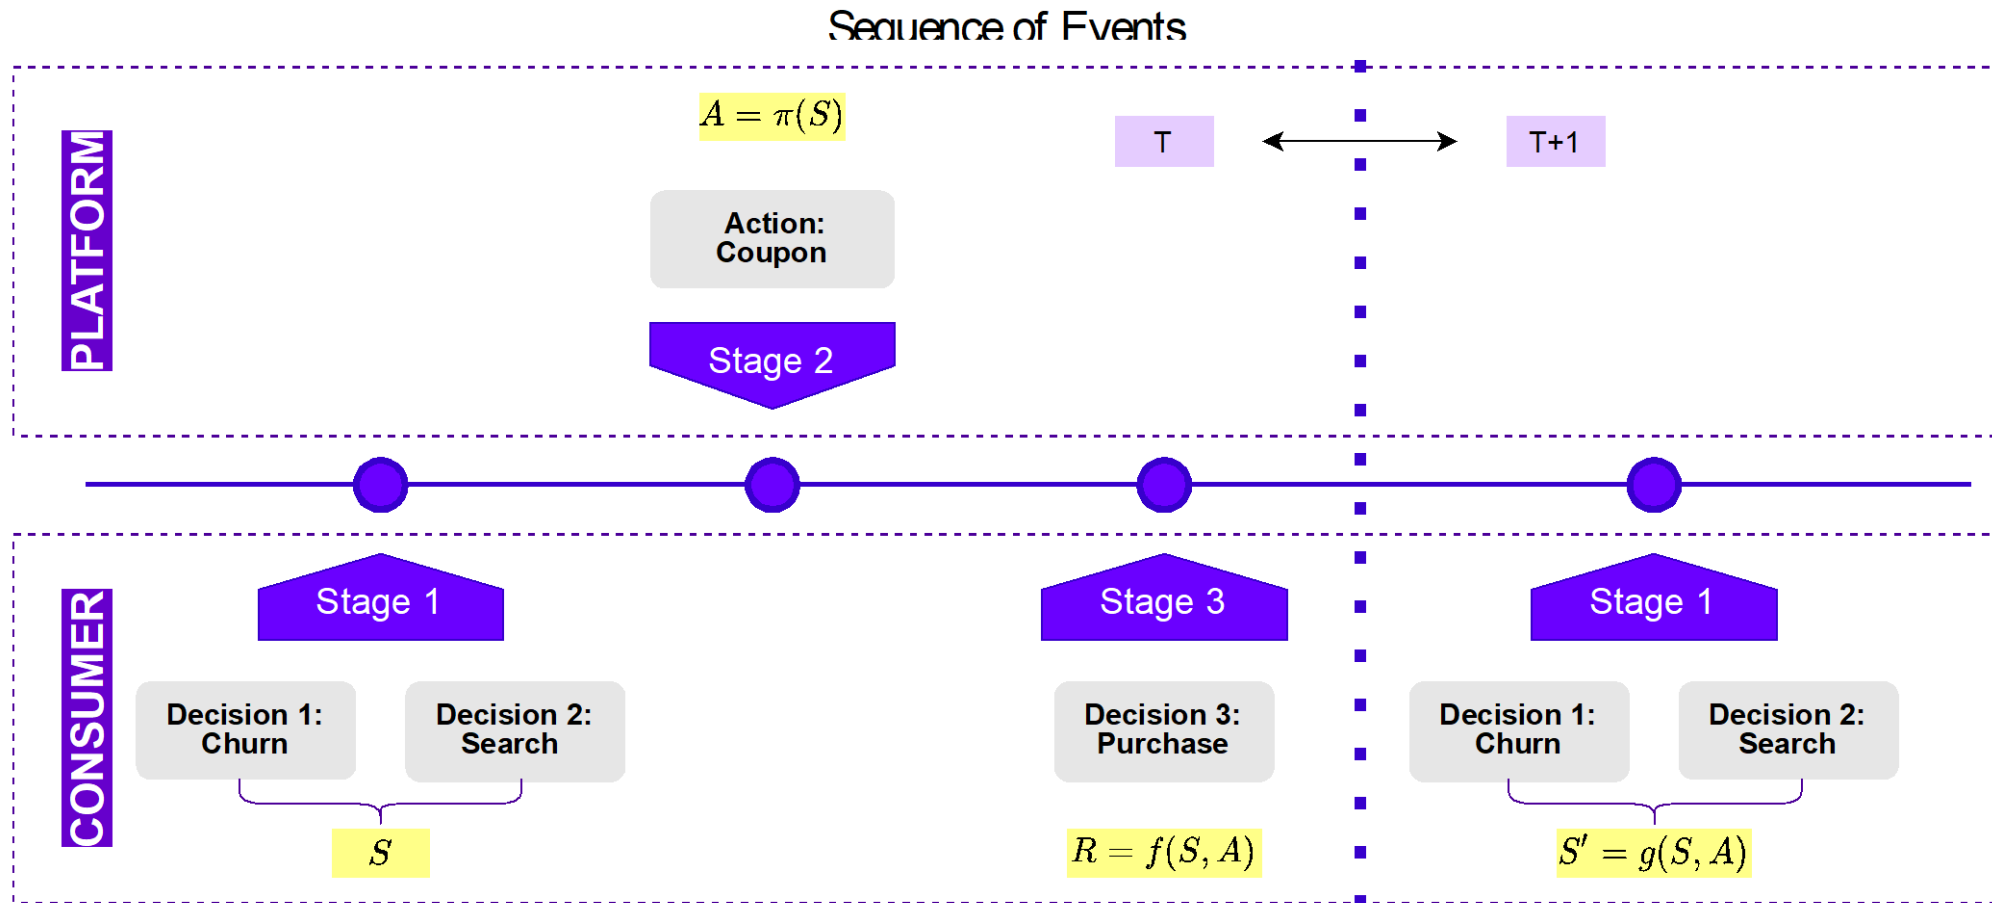 Sequence of Events
PLATFORM
A = π(S)
T
T+1
Action:
Coupon
Stage 2
CONSUMER
Stage 1
Stage 3
Stage 1
Decision 1:
Churn
Decision 2:
Search
Decision 3:
Purchase
Decision 1:
Churn
Decision 2:
Search
S
R = f(S, A)
S′ = g(S, A)